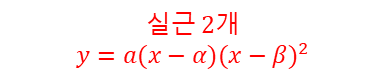 실근 2개
y = a(x − α)(x − β)²